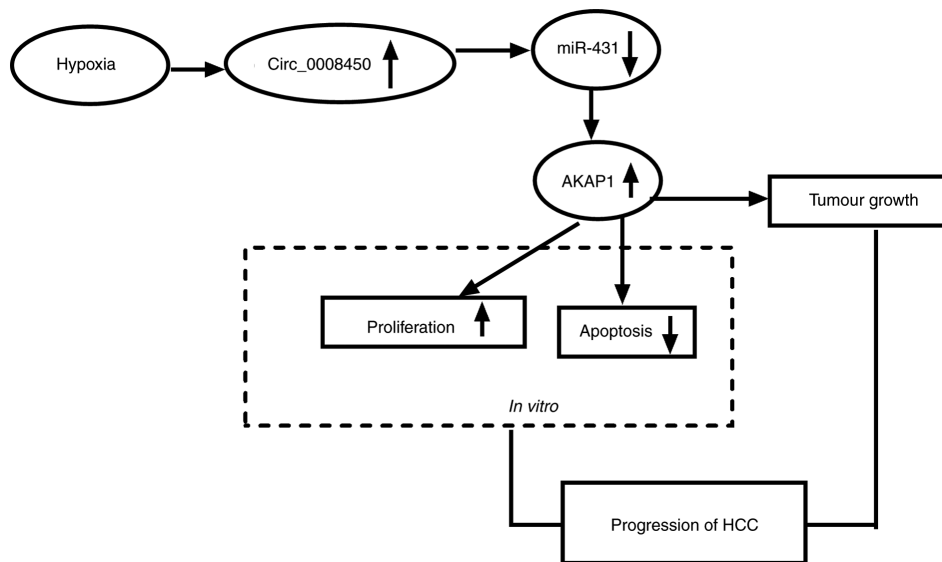 Hypoxia
Circ_0008450
miR-431
AKAP1
Tumour growth
Proliferation
Apoptosis
In vitro
Progression of HCC